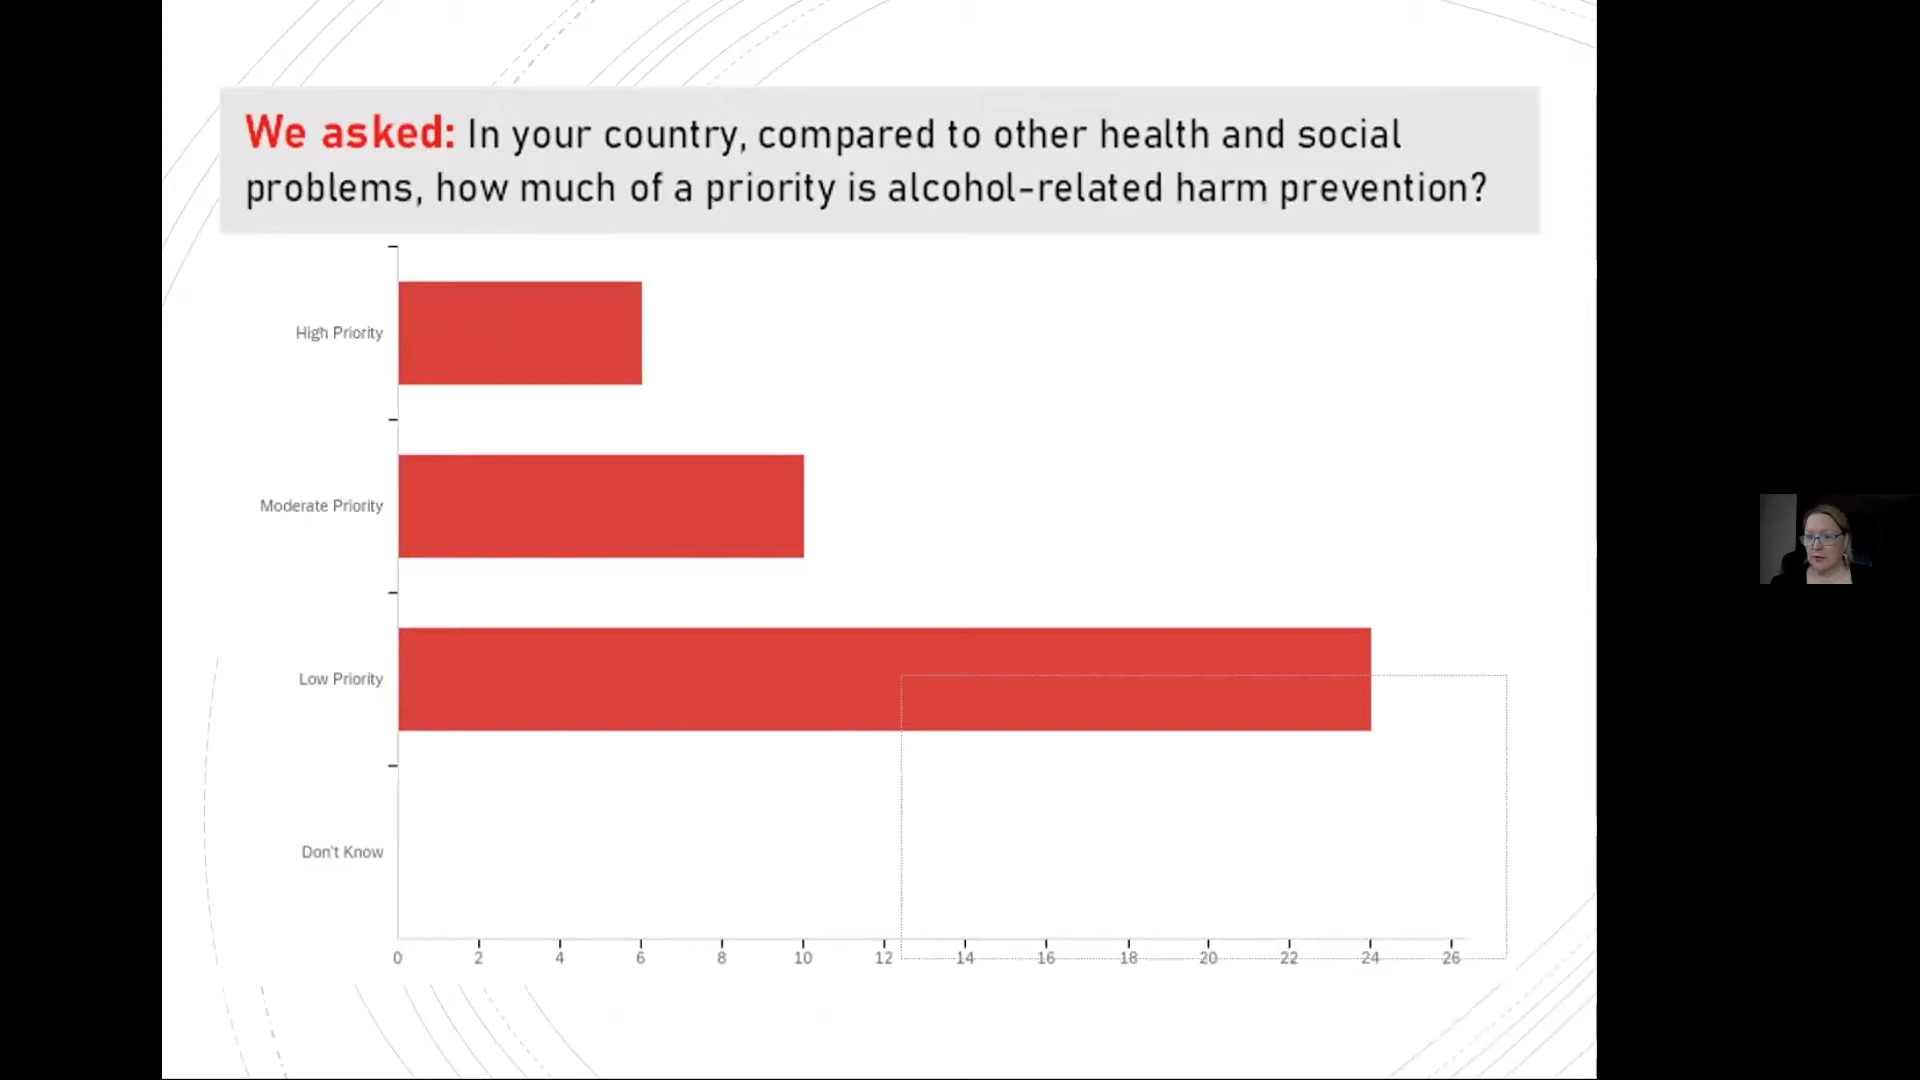 We asked: In your country, compared to other health and social
problems, how much of a priority is alcohol-related harm prevention?
High Priority
Moderate Priority
Low Priority
Don't Know
0 2 4 6 8 10 12 14 16 18 20 22 24 26